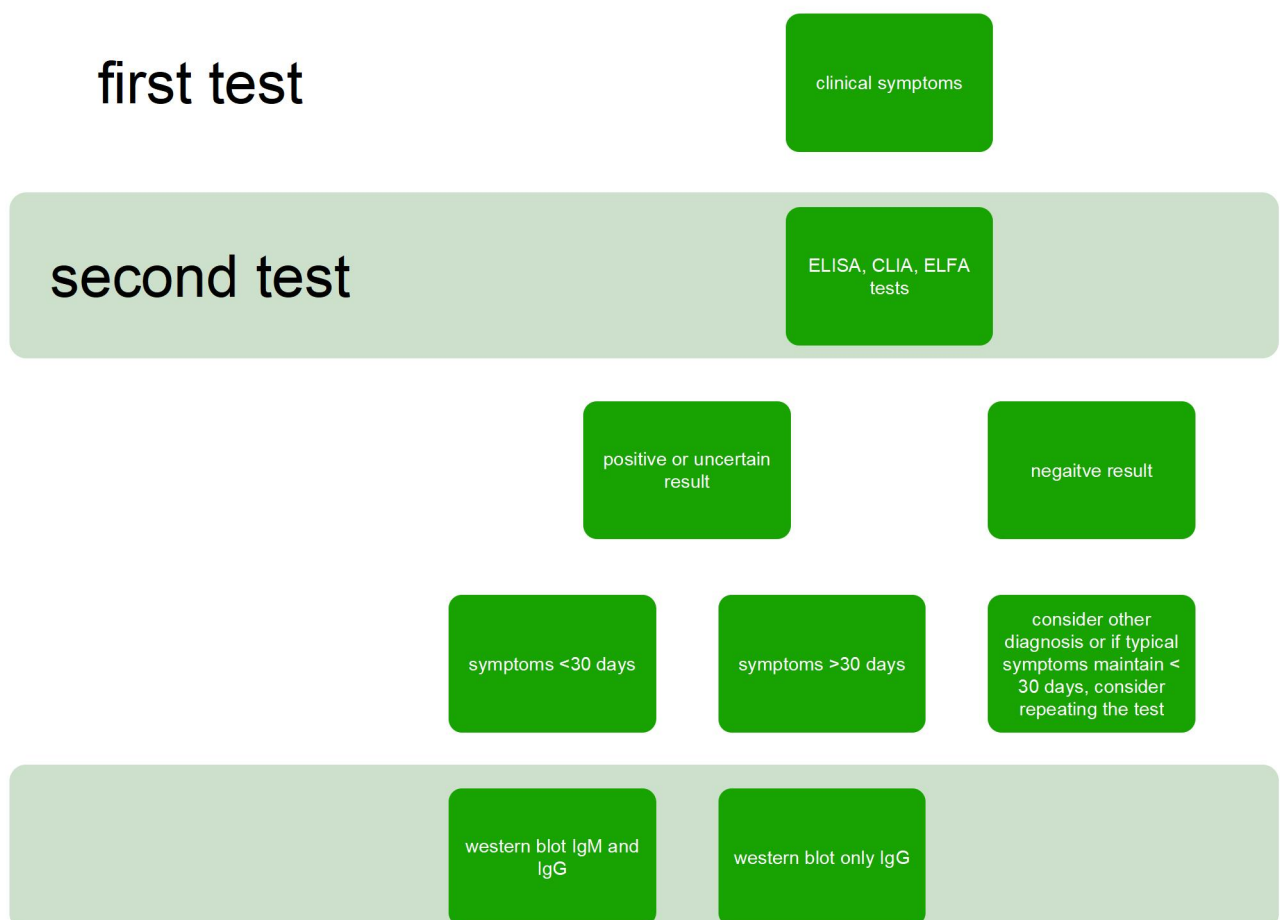 first test
clinical symptoms
second test
ELISA, CLIA, ELFA
tests
positive or uncertain
result
negaitve result
symptoms <30 days
symptoms >30 days
consider other
diagnosis or if typical
symptoms maintain <
30 days, consider
repeating the test
western blot IgM and
IgG
western blot only IgG